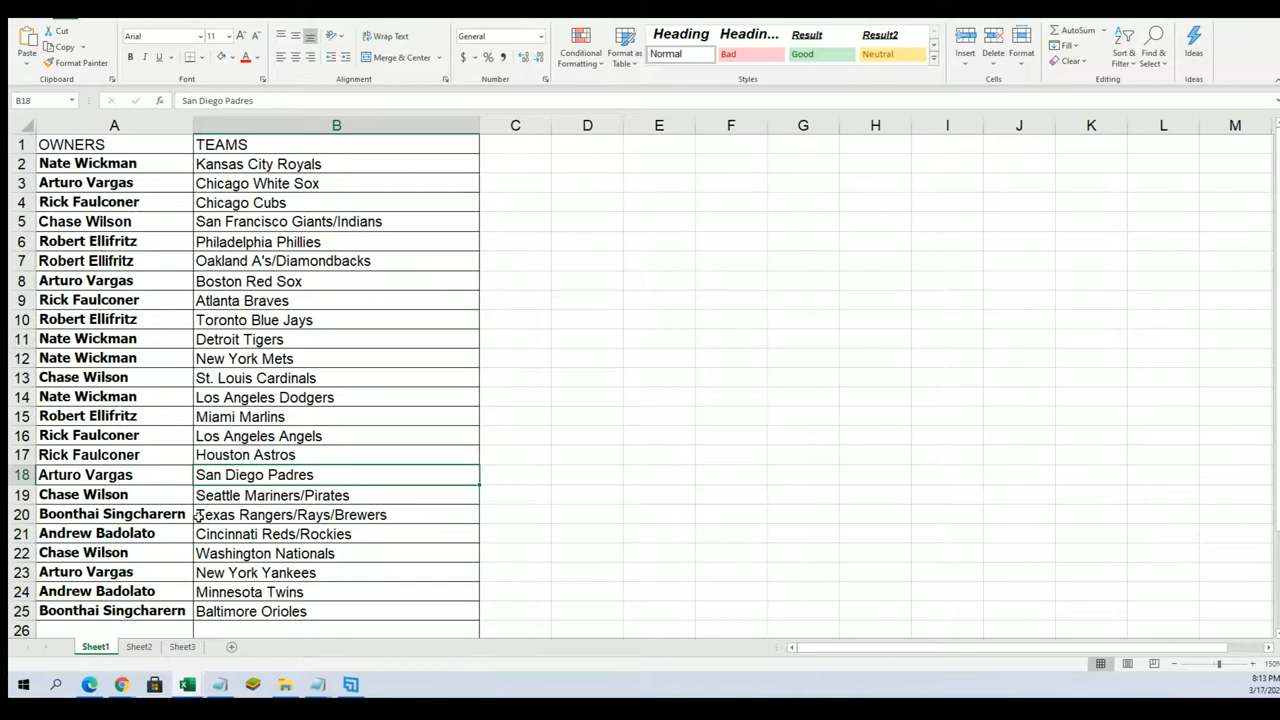 Cut
Copy
Paste
Format Painter
Clipboard
Arial
11
B I U
Font
Wrap Text
Merge & Center
Alignment
General
$ % ,
Number
Conditional Formatting
Format as Table
Heading Headin... Result Result2
Normal Bad Good Neutral
Styles
Insert Delete Format
Cells
AutoSum
Fill
Clear
Sort & Filter
Find & Select
Editing
Ideas
Ideas
B18 fx San Diego Padres
A B C D E F G H I J K L M
1 OWNERS TEAMS
2 Nate Wickman Kansas City Royals
3 Arturo Vargas Chicago White Sox
4 Rick Faulconer Chicago Cubs
5 Chase Wilson San Francisco Giants/Indians
6 Robert Ellifritz Philadelphia Phillies
7 Robert Ellifritz Oakland A's/Diamondbacks
8 Arturo Vargas Boston Red Sox
9 Rick Faulconer Atlanta Braves
10 Robert Ellifritz Toronto Blue Jays
11 Nate Wickman Detroit Tigers
12 Nate Wickman New York Mets
13 Chase Wilson St. Louis Cardinals
14 Nate Wickman Los Angeles Dodgers
15 Robert Ellifritz Miami Marlins
16 Rick Faulconer Los Angeles Angels
17 Rick Faulconer Houston Astros
18 Arturo Vargas San Diego Padres
19 Chase Wilson Seattle Mariners/Pirates
20 Boonthai Singcharern Texas Rangers/Rays/Brewers
21 Andrew Badolato Cincinnati Reds/Rockies
22 Chase Wilson Washington Nationals
23 Arturo Vargas New York Yankees
24 Andrew Badolato Minnesota Twins
25 Boonthai Singcharern Baltimore Orioles
26
Sheet1 Sheet2 Sheet3
150%
8:13 PM
3/17/202